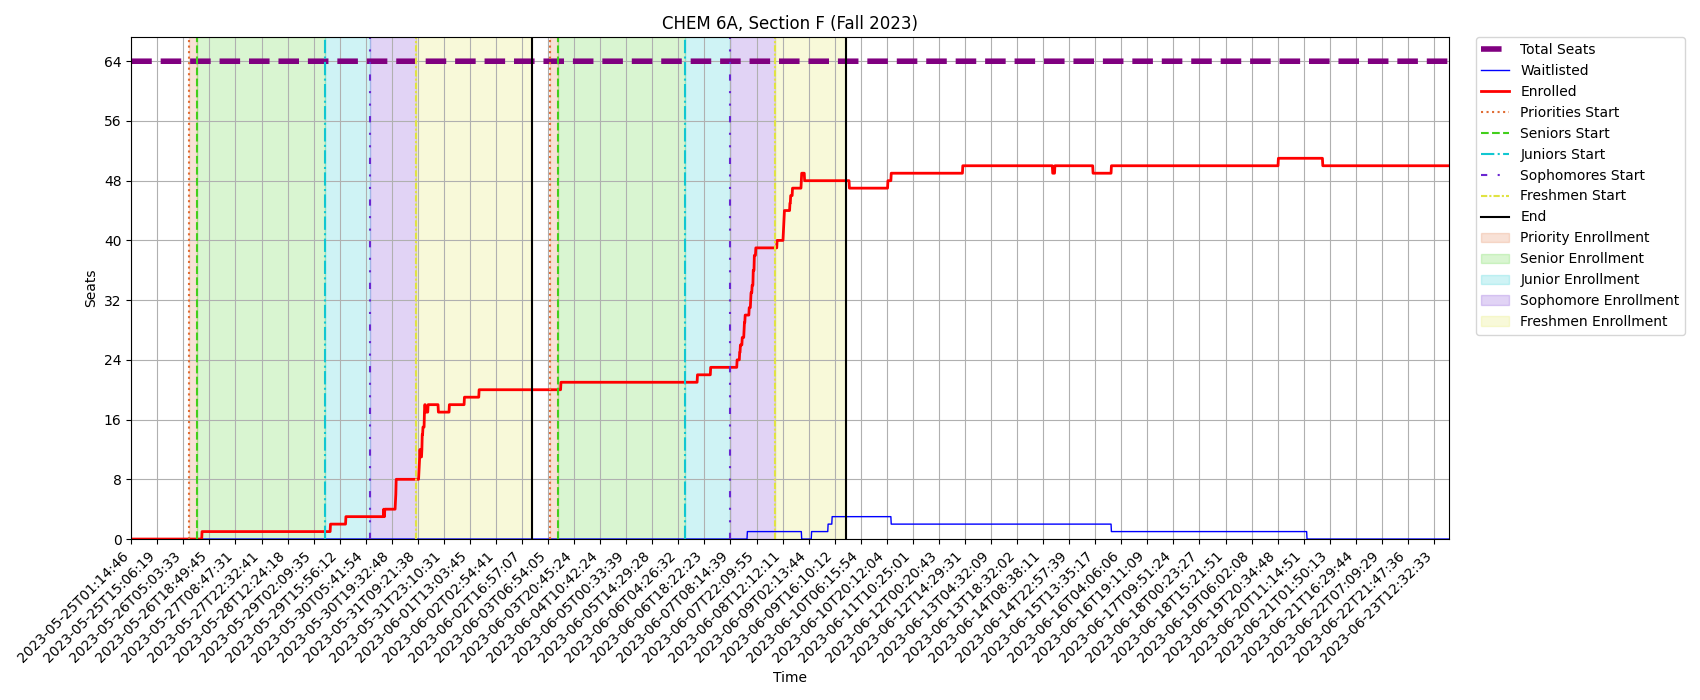 CHEM 6A, Section F (Fall 2023)
Seats
64
56
48
40
32
24
16
8
0
2023-05-25T01:14:46
2023-05-25T15:06:19
2023-05-26T05:03:33
2023-05-26T18:49:45
2023-05-27T08:47:31
2023-05-27T22:32:41
2023-05-28T12:24:18
2023-05-29T02:09:35
2023-05-29T15:56:12
2023-05-30T05:41:54
2023-05-30T19:32:48
2023-05-31T09:21:38
2023-05-31T23:10:31
2023-06-01T13:03:45
2023-06-02T02:54:41
2023-06-02T16:57:07
2023-06-03T06:54:05
2023-06-03T20:45:24
2023-06-04T10:42:24
2023-06-05T00:33:39
2023-06-05T14:29:28
2023-06-06T04:26:32
2023-06-06T18:22:23
2023-06-07T08:14:39
2023-06-07T22:09:55
2023-06-08T12:12:11
2023-06-09T02:13:44
2023-06-09T16:10:12
2023-06-10T06:15:54
2023-06-10T20:12:04
2023-06-11T10:25:01
2023-06-12T00:20:43
2023-06-12T14:29:31
2023-06-13T04:32:09
2023-06-13T18:32:02
2023-06-14T08:38:11
2023-06-14T22:57:39
2023-06-15T13:35:17
2023-06-16T04:06:06
2023-06-16T19:11:09
2023-06-17T09:51:24
2023-06-18T00:23:27
2023-06-18T15:21:51
2023-06-19T06:02:08
2023-06-19T20:34:48
2023-06-20T11:14:51
2023-06-21T01:50:13
2023-06-21T16:29:44
2023-06-22T07:09:29
2023-06-22T21:47:36
2023-06-23T12:32:33
Time
Total Seats
Waitlisted
Enrolled
Priorities Start
Seniors Start
Juniors Start
Sophomores Start
Freshmen Start
End
Priority Enrollment
Senior Enrollment
Junior Enrollment
Sophomore Enrollment
Freshmen Enrollment